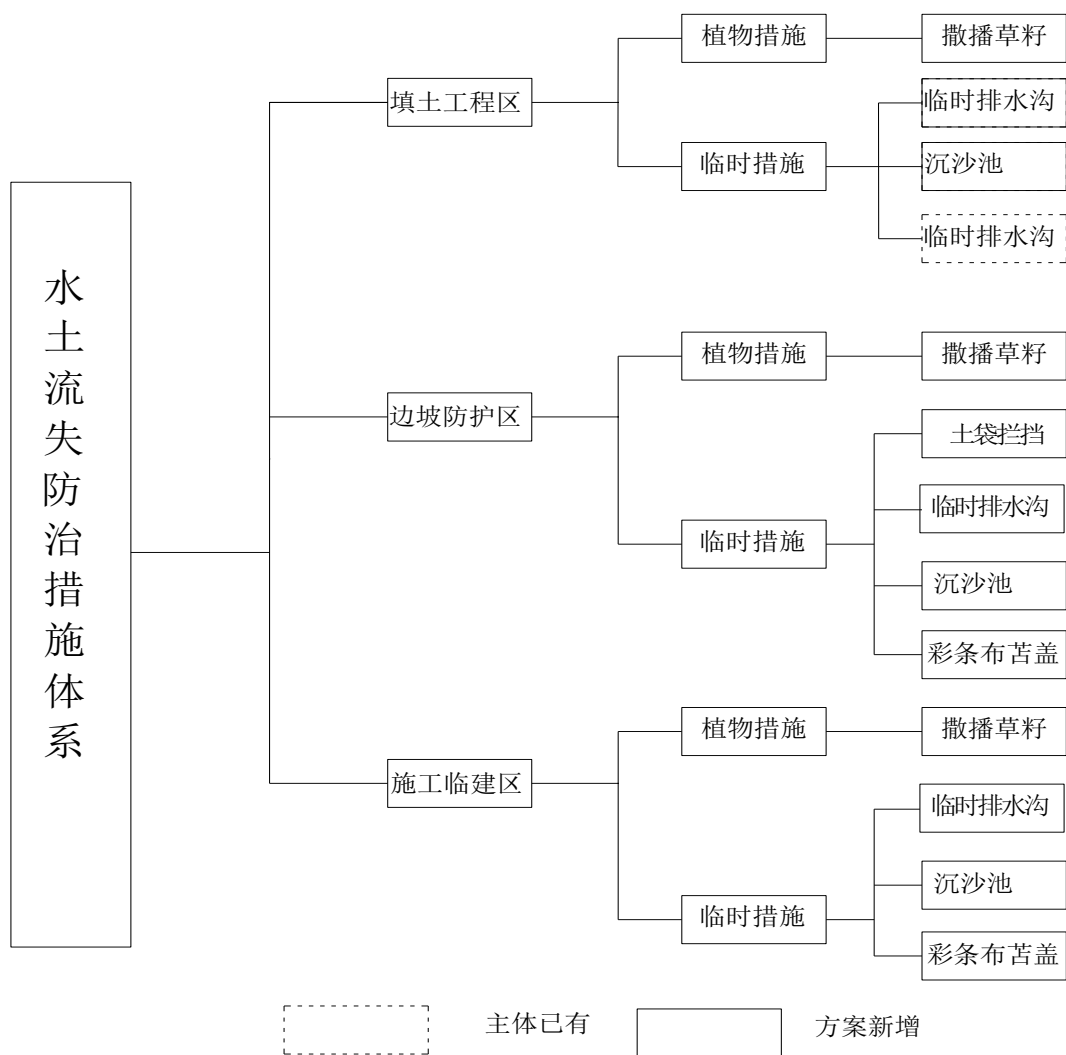 水土流失防治措施体系
填土工程区
植物措施
撒播草籽
临时措施
临时排水沟
沉沙池
临时排水沟
边坡防护区
植物措施
撒播草籽
临时措施
土袋拦挡
临时排水沟
沉沙池
彩条布苫盖
施工临建区
植物措施
撒播草籽
临时措施
临时排水沟
沉沙池
彩条布苫盖
主体已有
方案新增